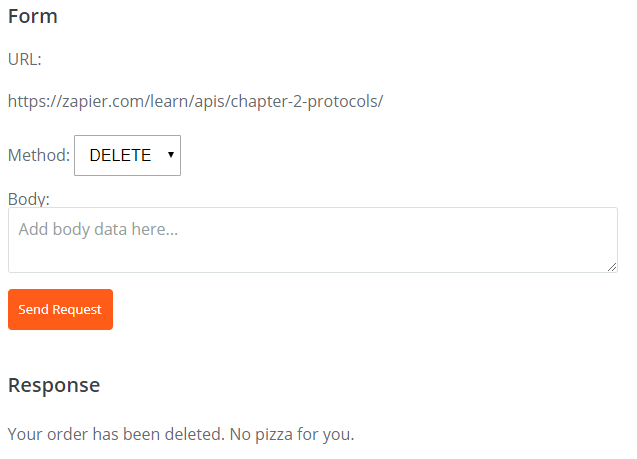 Form
URL:
https://zapier.com/learn/apis/chapter-2-protocols/
Method: DELETE
Body:
Add body data here...
Send Request
Response
Your order has been deleted. No pizza for you.